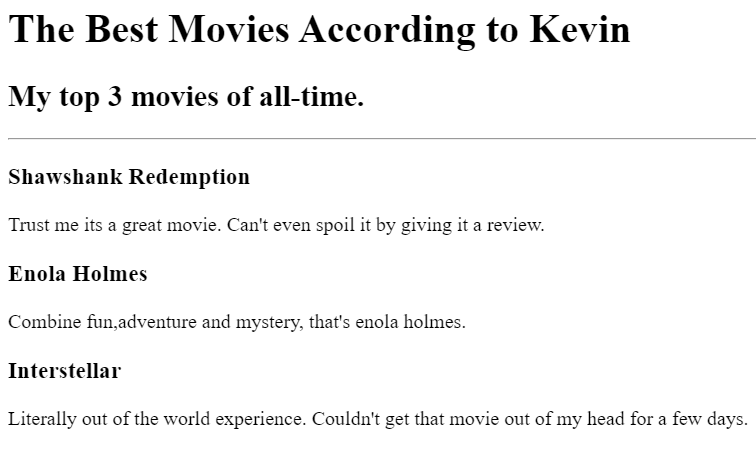 The Best Movies According to Kevin
My top 3 movies of all-time.
Shawshank Redemption
Trust me its a great movie. Can't even spoil it by giving it a review.
Enola Holmes
Combine fun,adventure and mystery, that's enola holmes.
Interstellar
Literally out of the world experience. Couldn't get that movie out of my head for a few days.